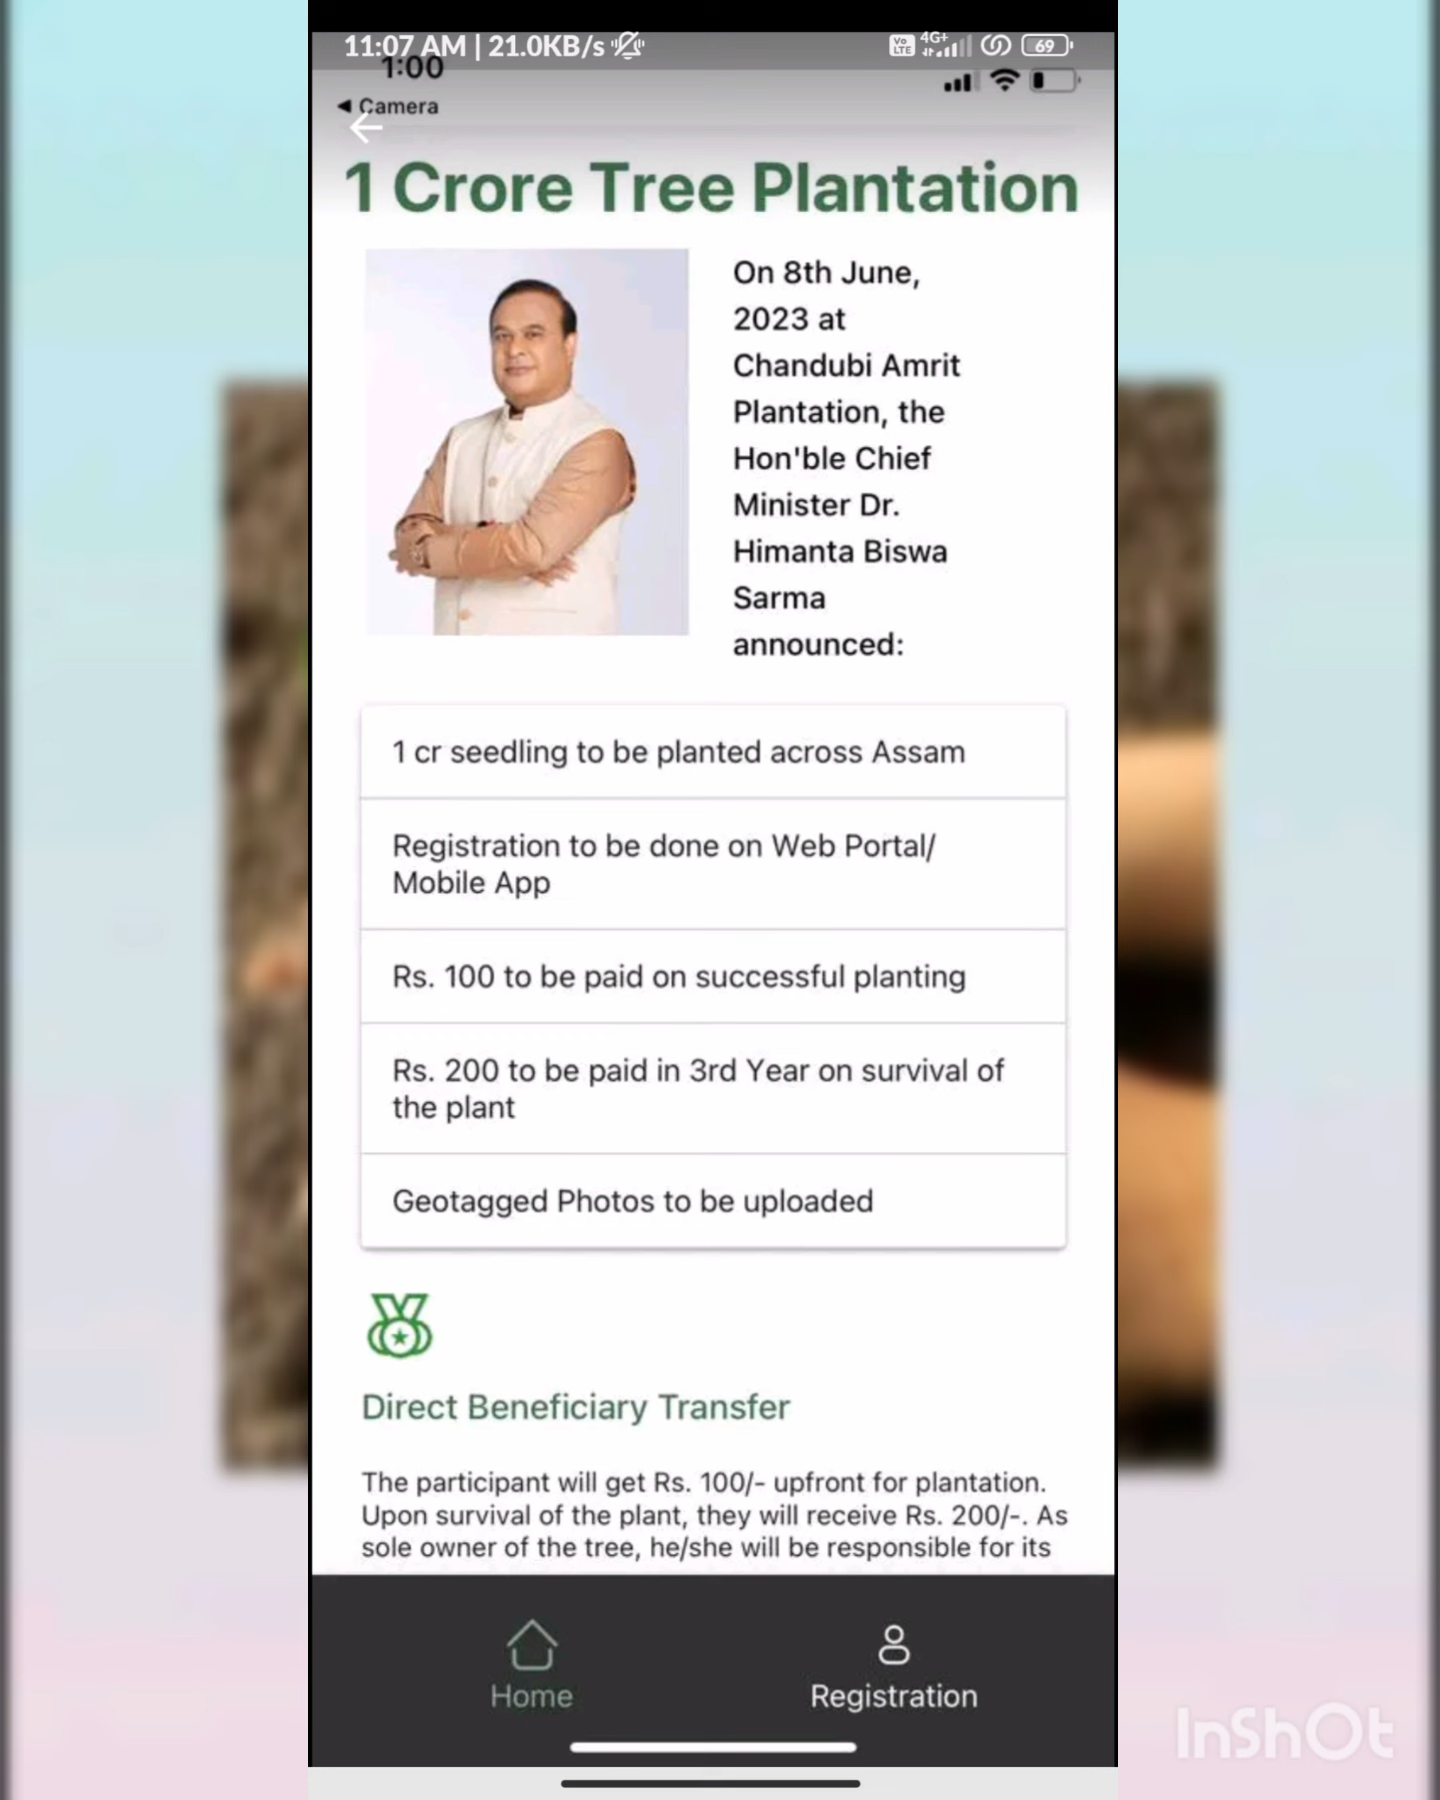 11:07 AM | 21.0KB/s
Vo LTE 4G+ 69
1:00
◄ Camera
1 Crore Tree Plantation
On 8th June,
2023 at
Chandubi Amrit
Plantation, the
Hon'ble Chief
Minister Dr.
Himanta Biswa
Sarma
announced:
1 cr seedling to be planted across Assam
Registration to be done on Web Portal/
Mobile App
Rs. 100 to be paid on successful planting
Rs. 200 to be paid in 3rd Year on survival of
the plant
Geotagged Photos to be uploaded
Direct Beneficiary Transfer
The participant will get Rs. 100/- upfront for plantation.
Upon survival of the plant, they will receive Rs. 200/-. As
sole owner of the tree, he/she will be responsible for its
Home
Registration
InShOt